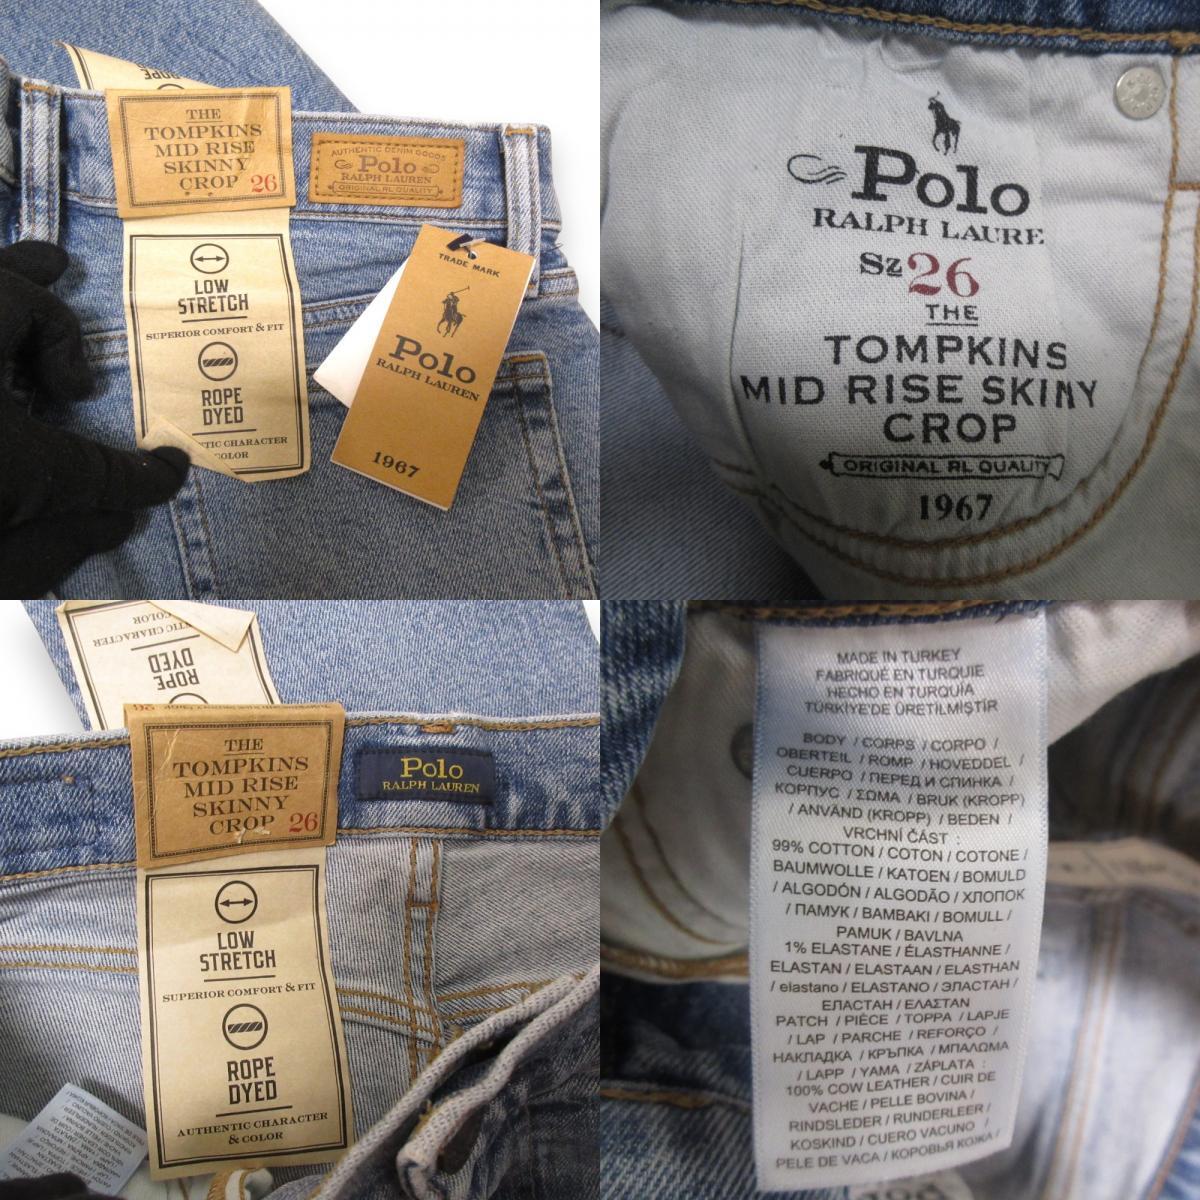 ROPE
THE
TOMPKINS
MID RISE
SKINNY
CROP 26
LOW
STRETCH
SUPERIOR COMFORT & FIT
ROPE
DYED
TIC CHARACTER
COLOR
AUTHENTIC DENIM GOODS
Polo
RALPH LAUREN
ORIGINAL RL QUALITY
TRADE MARK
Polo
RALPH LAUREN
1967
Polo
RALPH LAURE
Sz 26
THE
TOMPKINS
MID RISE SKINY
CROP
ORIGINAL RL QUALITY
1967
COLOR
TIC CHARACTER
DYED
ROPE
26
THE
TOMPKINS
MID RISE
SKINNY
CROP 26
LOW
STRETCH
SUPERIOR COMFORT & FIT
ROPE
DYED
AUTHENTIC CHARACTER
& COLOR
Polo
RALPH LAUREN
MADE IN TURKEY
FABRIQUÉ EN TURQUIE
HECHO EN TURQUÍA
TÜRKİYE'DE ÜRETİLMİŞTİR
BODY / CORPS / CORPO /
OBERTEIL / ROMP / HOVEDDEL /
CUERPO / ПЕРЕД И СПИНКА /
КОРПУС / ΣΩΜΑ / BRUK (KROPP)
/ ANVÄND (KROPP) / BEDEN /
VRCHNÍ ČÁST :
99% COTTON / COTON / COTONE /
BAUMWOLLE / KATOEN / BOMULD
/ ALGODÓN / ALGODÃO / ХЛОПОК
/ ПАМУК / BAMBAKI / BOMULL /
PAMUK / BAVLNA
1% ELASTANE / ÉLASTHANNE /
ELASTAN / ELASTAAN / ELASTHAN
/ elastano / ELASTANO / ЭЛАСТАН /
ЕЛАСТАН / ΕΛΑΣΤΑΝ
PATCH / PIÈCE / TOPPA / LAPJE
/ LAP / PARCHE / REFORÇO /
НАКЛАДКА / КРЪПКА / ΜΠΑΛΩΜΑ
/ LAPP / YAMA / ZÁPLATA :
100% COW LEATHER / CUIR DE
VACHE / PELLE BOVINA /
RINDSLEDER / RUNDERLEER /
KOSKIND / CUERO VACUNO /
PELE DE VACA / КОРОВЬЯ КОЖА /